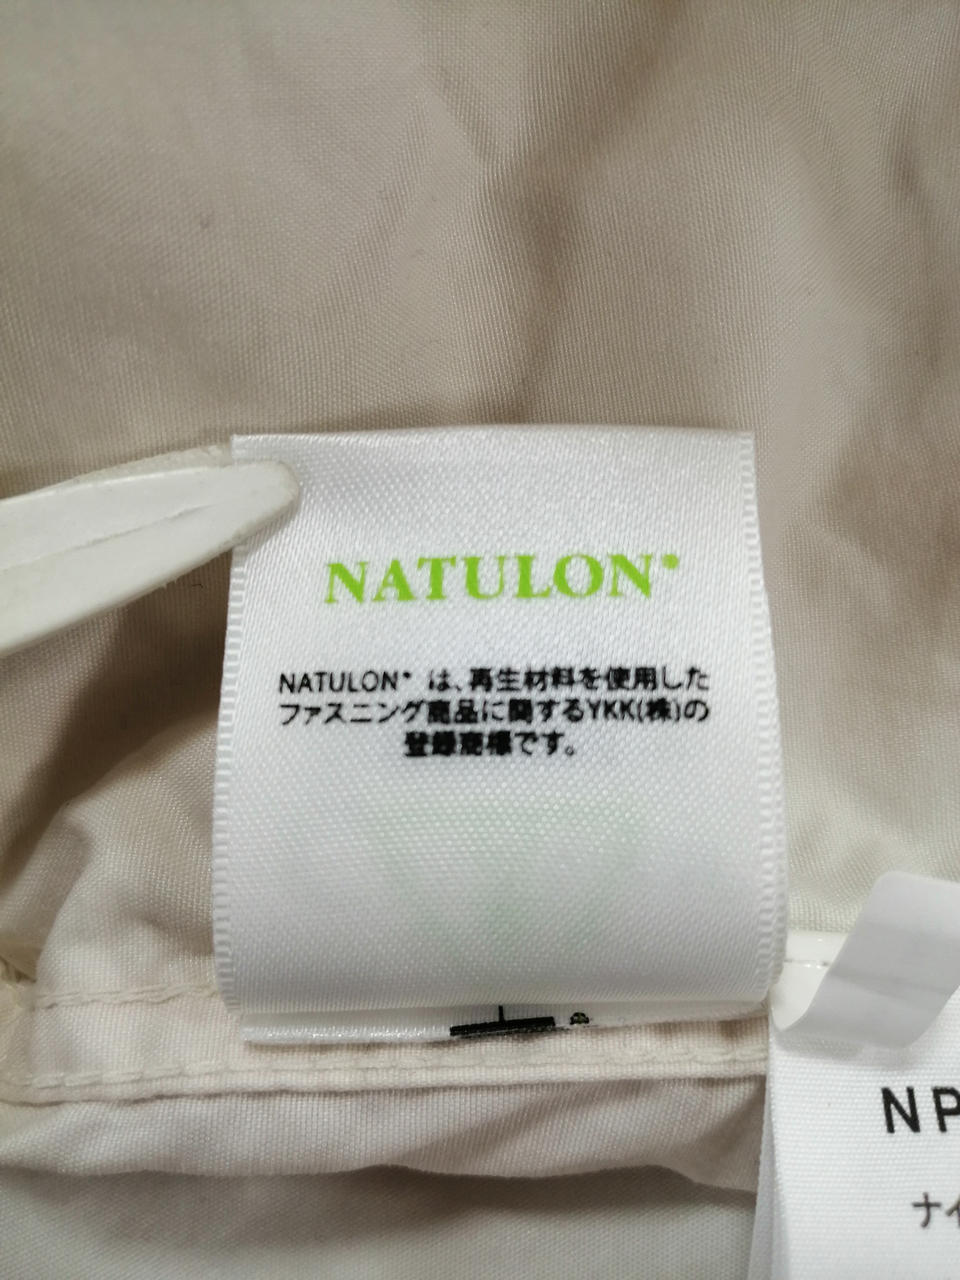 NATULON®
NATULON® は、再生材料を使用した
ファスニング商品に関するYKK(株)の
登録商標です。
NP
ナイ